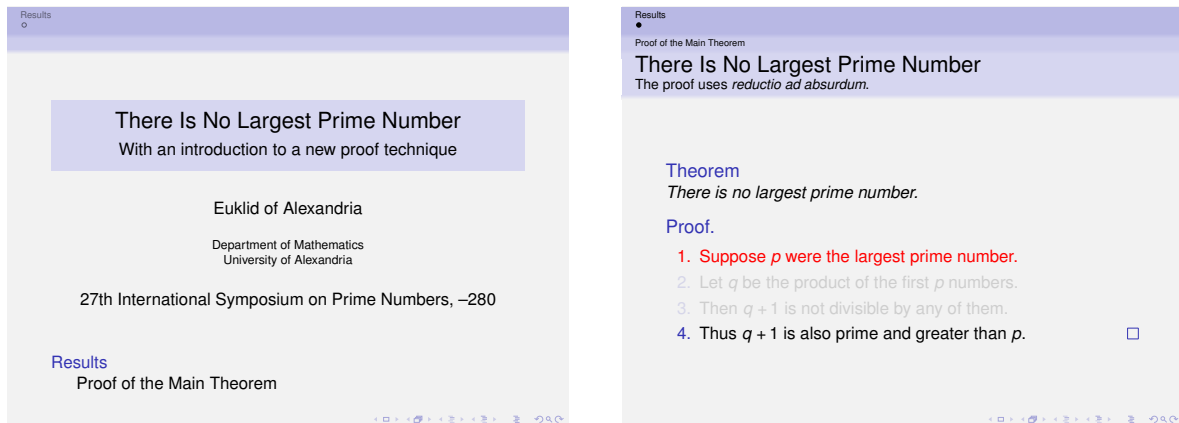 Results
There Is No Largest Prime Number
With an introduction to a new proof technique
Euklid of Alexandria
Department of Mathematics
University of Alexandria
27th International Symposium on Prime Numbers, –280
Results
Proof of the Main Theorem
Results
Proof of the Main Theorem
There Is No Largest Prime Number
The proof uses reductio ad absurdum.
Theorem
There is no largest prime number.
Proof.
1. Suppose p were the largest prime number.
2. Let q be the product of the first p numbers.
3. Then q + 1 is not divisible by any of them.
4. Thus q + 1 is also prime and greater than p.